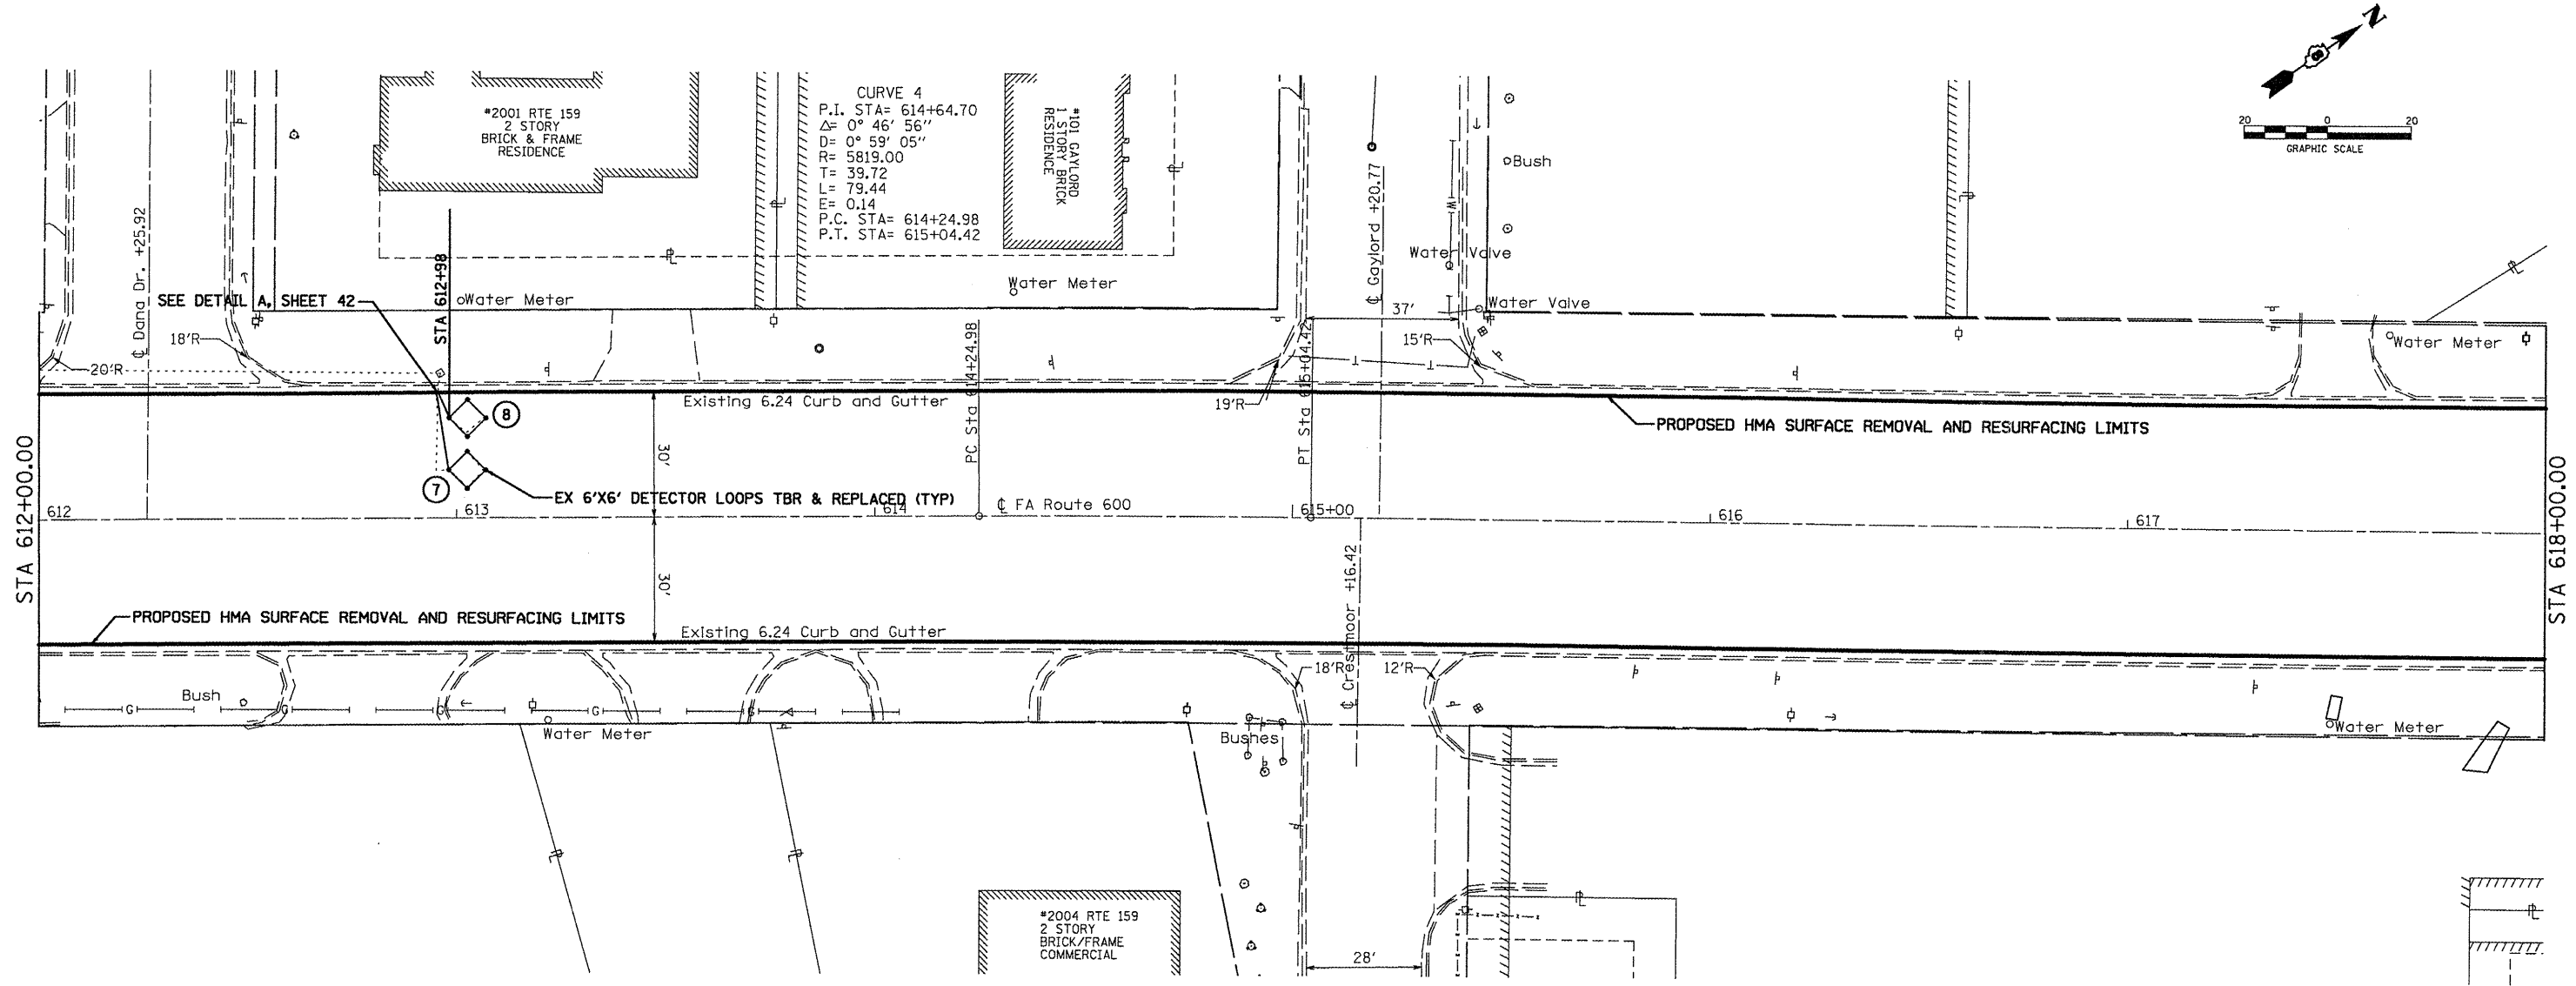 N
20 0 20
GRAPHIC SCALE
#2001 RTE 159
2 STORY
BRICK & FRAME
RESIDENCE
CURVE 4
P.I. STA= 614+64.70
Δ= 0° 46' 56"
D= 0° 59' 05"
R= 5819.00
T= 39.72
L= 79.44
E= 0.14
P.C. STA= 614+24.98
P.T. STA= 615+04.42
#101 GAYLORD
1 STORY BRICK
RESIDENCE
℄ Dana Dr. +25.92
STA 612+98
℄ Gaylord +20.77
Bush
W
Water Valve
SEE DETAIL A, SHEET 42
Water Meter
Water Meter
Water Valve
37'
18'R
15'R
20'R
Water Meter
Existing 6.24 Curb and Gutter
19'R
PC Sta 614+24.98
PT Sta 615+04.42
PROPOSED HMA SURFACE REMOVAL AND RESURFACING LIMITS
8
7
30'
EX 6'X6' DETECTOR LOOPS TBR & REPLACED (TYP)
STA 612+00.00
STA 618+00.00
612
613
614
℄ FA Route 600
615+00
616
617
30'
℄ Crestmoor +16.42
PROPOSED HMA SURFACE REMOVAL AND RESURFACING LIMITS
Existing 6.24 Curb and Gutter
18'R
12'R
Bush
G
G
G
G
G
Water Meter
Bushes
Water Meter
#2004 RTE 159
2 STORY
BRICK/FRAME
COMMERCIAL
28'